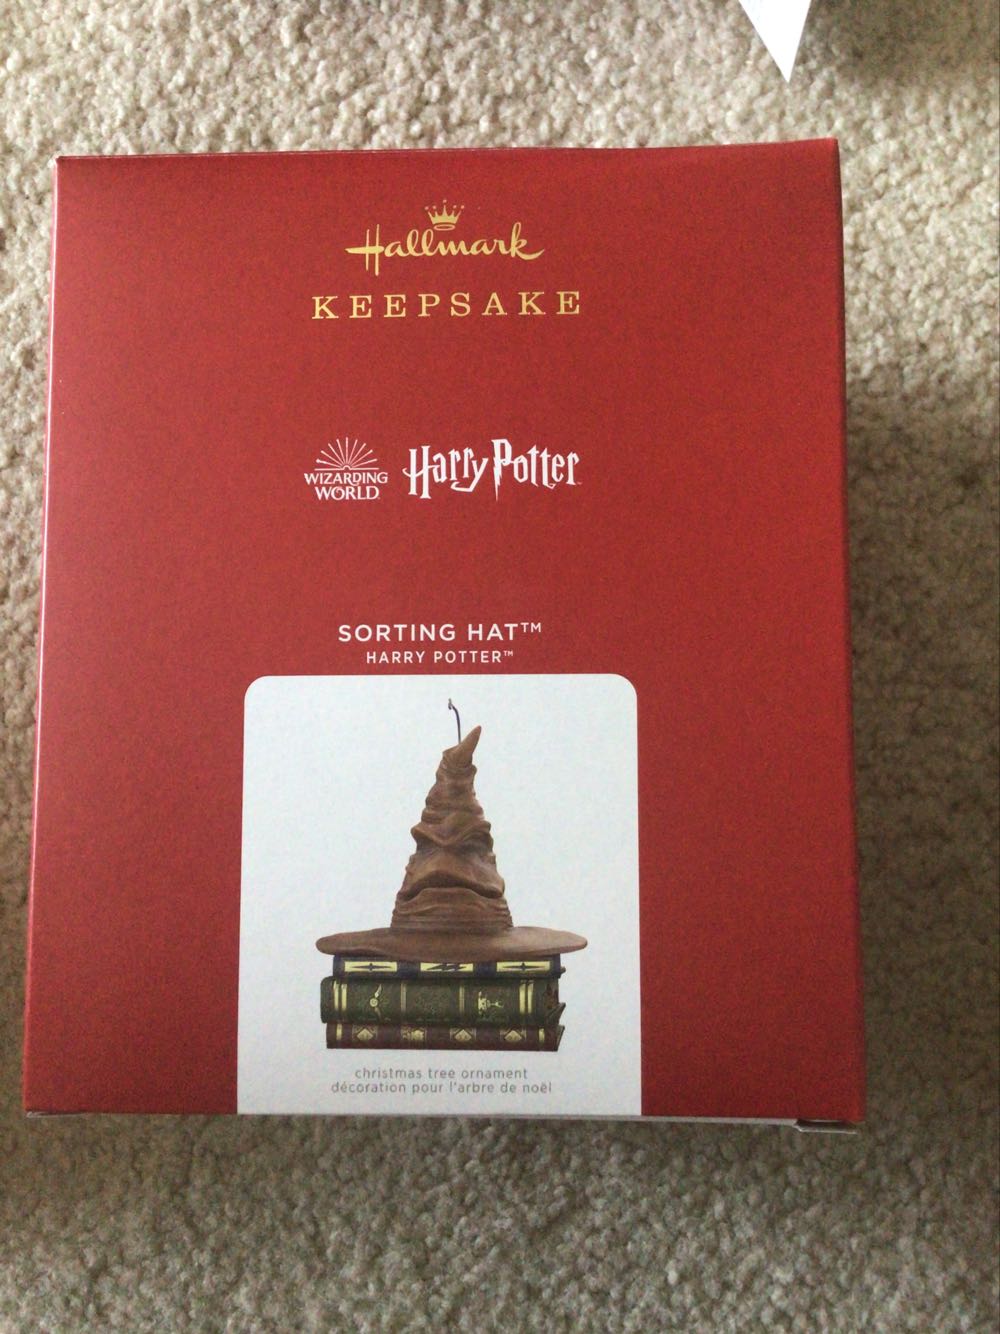 Hallmark
KEEPSAKE
WIZARDING
WORLD
Harry Potter
SORTING HAT™
HARRY POTTER™
christmas tree ornament
décoration pour l'arbre de noël